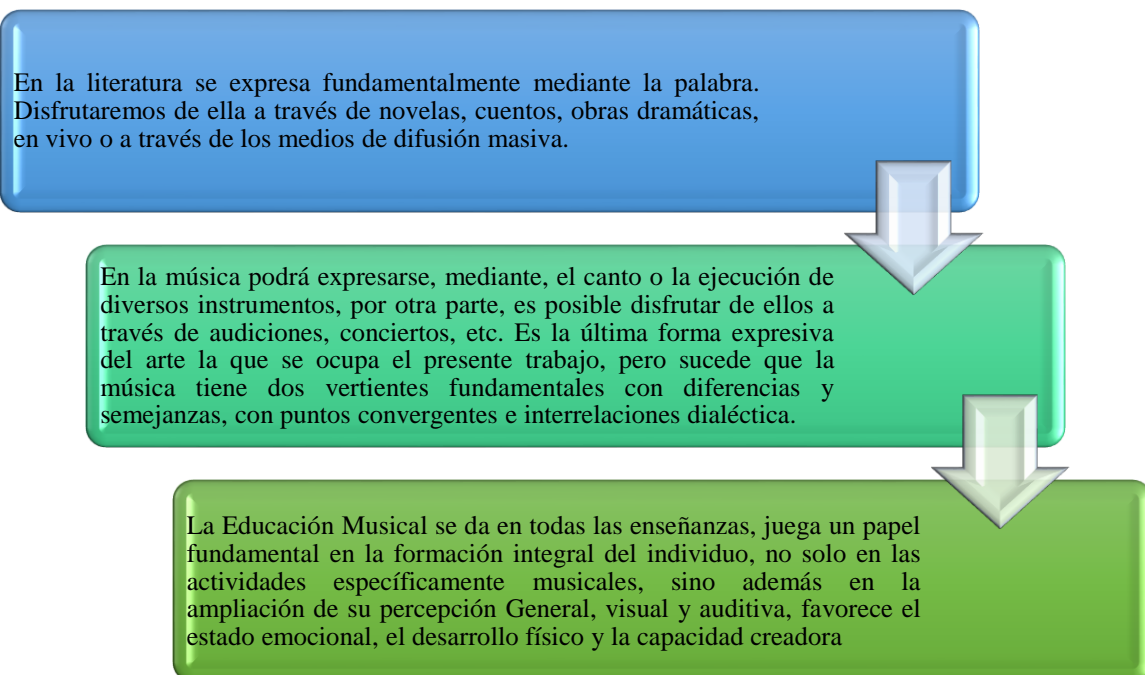 En la literatura se expresa fundamentalmente mediante la palabra.
Disfrutaremos de ella a través de novelas, cuentos, obras dramáticas,
en vivo o a través de los medios de difusión masiva.
En la música podrá expresarse, mediante, el canto o la ejecución de
diversos instrumentos, por otra parte, es posible disfrutar de ellos a
través de audiciones, conciertos, etc. Es la última forma expresiva
del arte la que se ocupa el presente trabajo, pero sucede que la
música tiene dos vertientes fundamentales con diferencias y
semejanzas, con puntos convergentes e interrelaciones dialéctica.
La Educación Musical se da en todas las enseñanzas, juega un papel
fundamental en la formación integral del individuo, no solo en las
actividades específicamente musicales, sino además en la
ampliación de su percepción General, visual y auditiva, favorece el
estado emocional, el desarrollo físico y la capacidad creadora